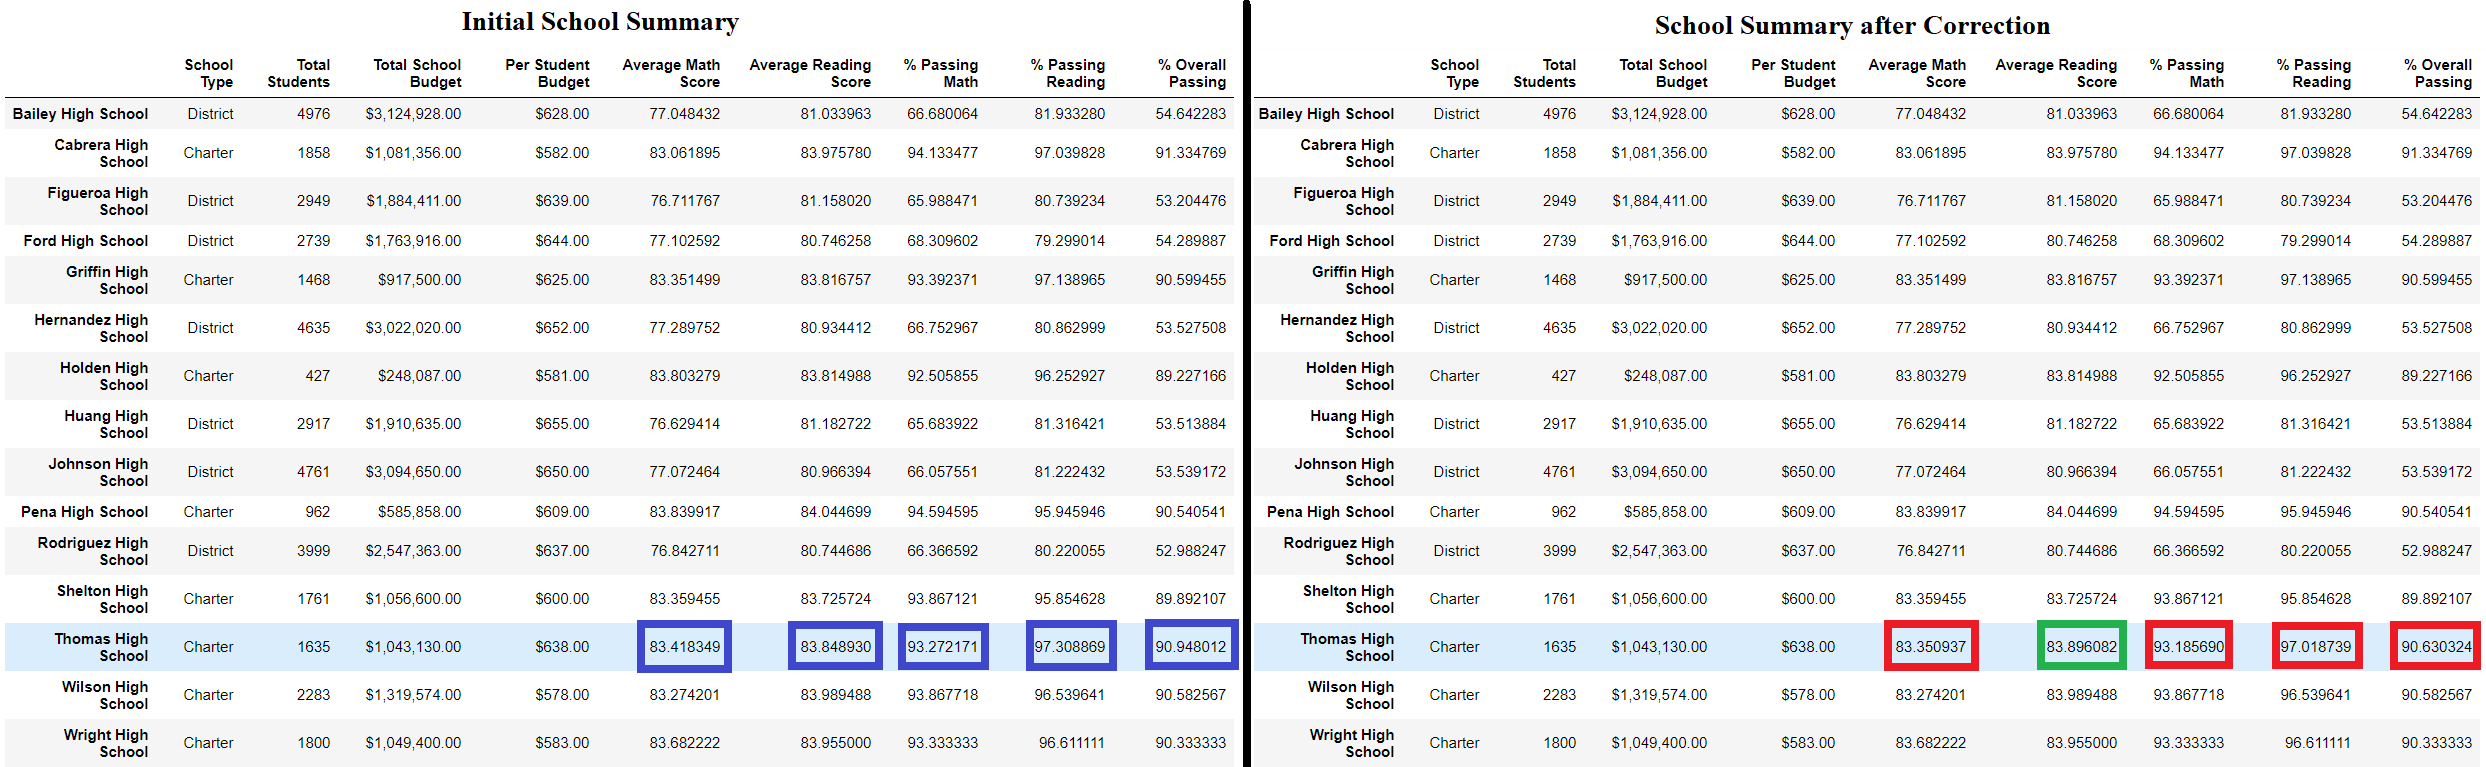 Initial School Summary
School Type Total Students Total School Budget Per Student Budget Average Math Score Average Reading Score % Passing Math % Passing Reading % Overall Passing
Bailey High School District 4976 $3,124,928.00 $628.00 77.048432 81.033963 66.680064 81.933280 54.642283
Cabrera High School Charter 1858 $1,081,356.00 $582.00 83.061895 83.975780 94.133477 97.039828 91.334769
Figueroa High School District 2949 $1,884,411.00 $639.00 76.711767 81.158020 65.988471 80.739234 53.204476
Ford High School District 2739 $1,763,916.00 $644.00 77.102592 80.746258 68.309602 79.299014 54.289887
Griffin High School Charter 1468 $917,500.00 $625.00 83.351499 83.816757 93.392371 97.138965 90.599455
Hernandez High School District 4635 $3,022,020.00 $652.00 77.289752 80.934412 66.752967 80.862999 53.527508
Holden High School Charter 427 $248,087.00 $581.00 83.803279 83.814988 92.505855 96.252927 89.227166
Huang High School District 2917 $1,910,635.00 $655.00 76.629414 81.182722 65.683922 81.316421 53.513884
Johnson High School District 4761 $3,094,650.00 $650.00 77.072464 80.966394 66.057551 81.222432 53.539172
Pena High School Charter 962 $585,858.00 $609.00 83.839917 84.044699 94.594595 95.945946 90.540541
Rodriguez High School District 3999 $2,547,363.00 $637.00 76.842711 80.744686 66.366592 80.220055 52.988247
Shelton High School Charter 1761 $1,056,600.00 $600.00 83.359455 83.725724 93.867121 95.854628 89.892107
Thomas High School Charter 1635 $1,043,130.00 $638.00 83.418349 83.848930 93.272171 97.308869 90.948012
Wilson High School Charter 2283 $1,319,574.00 $578.00 83.274201 83.989488 93.867718 96.539641 90.582567
Wright High School Charter 1800 $1,049,400.00 $583.00 83.682222 83.955000 93.333333 96.611111 90.333333
School Summary after Correction
School Type Total Students Total School Budget Per Student Budget Average Math Score Average Reading Score % Passing Math % Passing Reading % Overall Passing
Bailey High School District 4976 $3,124,928.00 $628.00 77.048432 81.033963 66.680064 81.933280 54.642283
Cabrera High School Charter 1858 $1,081,356.00 $582.00 83.061895 83.975780 94.133477 97.039828 91.334769
Figueroa High School District 2949 $1,884,411.00 $639.00 76.711767 81.158020 65.988471 80.739234 53.204476
Ford High School District 2739 $1,763,916.00 $644.00 77.102592 80.746258 68.309602 79.299014 54.289887
Griffin High School Charter 1468 $917,500.00 $625.00 83.351499 83.816757 93.392371 97.138965 90.599455
Hernandez High School District 4635 $3,022,020.00 $652.00 77.289752 80.934412 66.752967 80.862999 53.527508
Holden High School Charter 427 $248,087.00 $581.00 83.803279 83.814988 92.505855 96.252927 89.227166
Huang High School District 2917 $1,910,635.00 $655.00 76.629414 81.182722 65.683922 81.316421 53.513884
Johnson High School District 4761 $3,094,650.00 $650.00 77.072464 80.966394 66.057551 81.222432 53.539172
Pena High School Charter 962 $585,858.00 $609.00 83.839917 84.044699 94.594595 95.945946 90.540541
Rodriguez High School District 3999 $2,547,363.00 $637.00 76.842711 80.744686 66.366592 80.220055 52.988247
Shelton High School Charter 1761 $1,056,600.00 $600.00 83.359455 83.725724 93.867121 95.854628 89.892107
Thomas High School Charter 1635 $1,043,130.00 $638.00 83.350937 83.896082 93.185690 97.018739 90.630324
Wilson High School Charter 2283 $1,319,574.00 $578.00 83.274201 83.989488 93.867718 96.539641 90.582567
Wright High School Charter 1800 $1,049,400.00 $583.00 83.682222 83.955000 93.333333 96.611111 90.333333